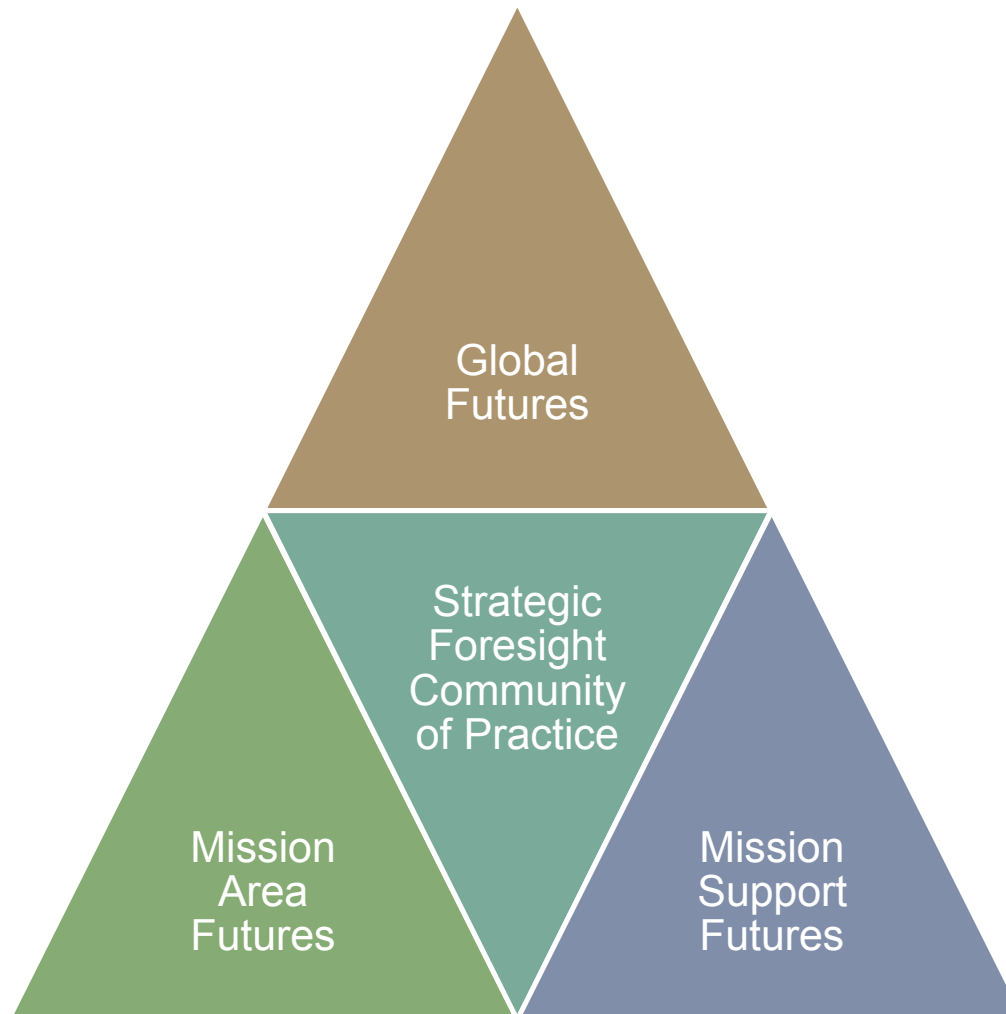 Global
Futures
Strategic
Foresight
Community
of Practice
Mission
Area
Futures
Mission
Support
Futures